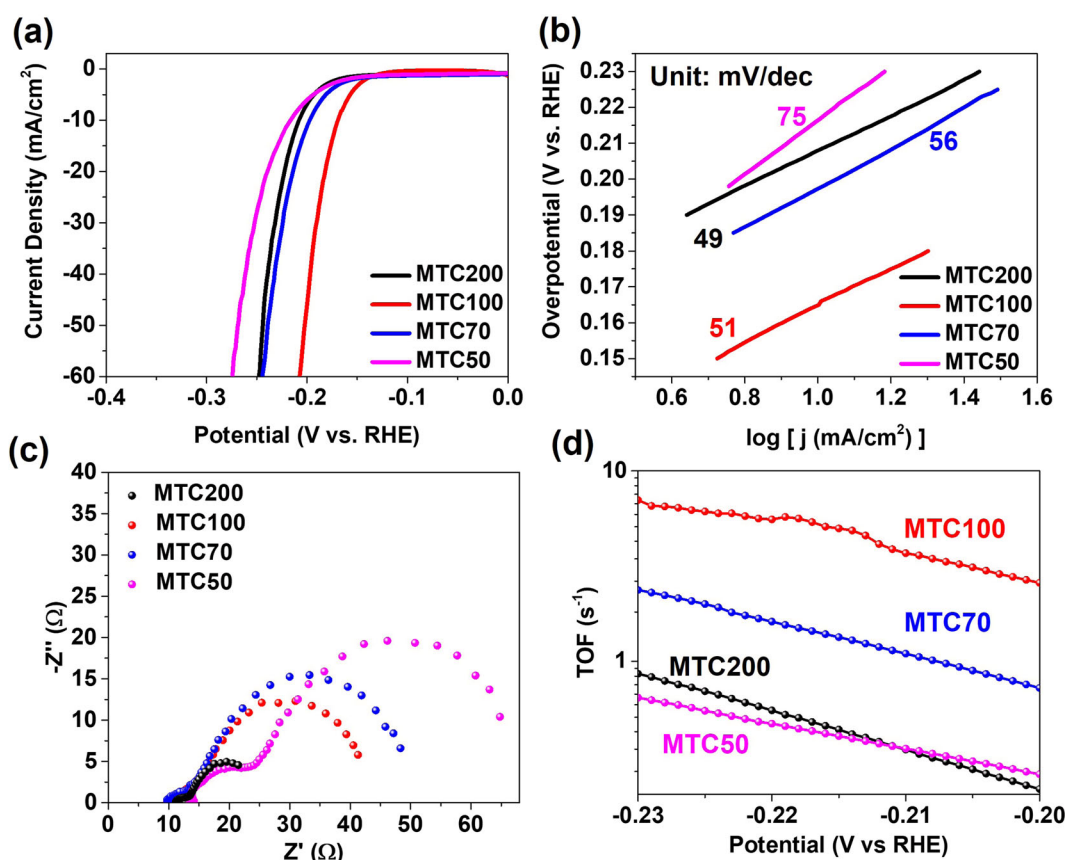 (a)
Current Density (mA/cm²)
0
-10
-20
-30
-40
-50
-60
MTC200
MTC100
MTC70
MTC50
-0.4
-0.3
-0.2
-0.1
0.0
Potential (V vs. RHE)
(b)
Unit: mV/dec
Overpotential (V vs. RHE)
0.23
0.22
0.21
0.20
0.19
0.18
0.17
0.16
0.15
75
56
49
51
MTC200
MTC100
MTC70
MTC50
0.6
0.8
1.0
1.2
1.4
1.6
log [ j (mA/cm²) ]
(c)
-Z'' (Ω)
40
35
30
25
20
15
10
5
0
MTC200
MTC100
MTC70
MTC50
0
10
20
30
40
50
60
Z' (Ω)
(d)
TOF (s⁻¹)
10
1
MTC100
MTC70
MTC200
MTC50
-0.23
-0.22
-0.21
-0.20
Potential (V vs RHE)